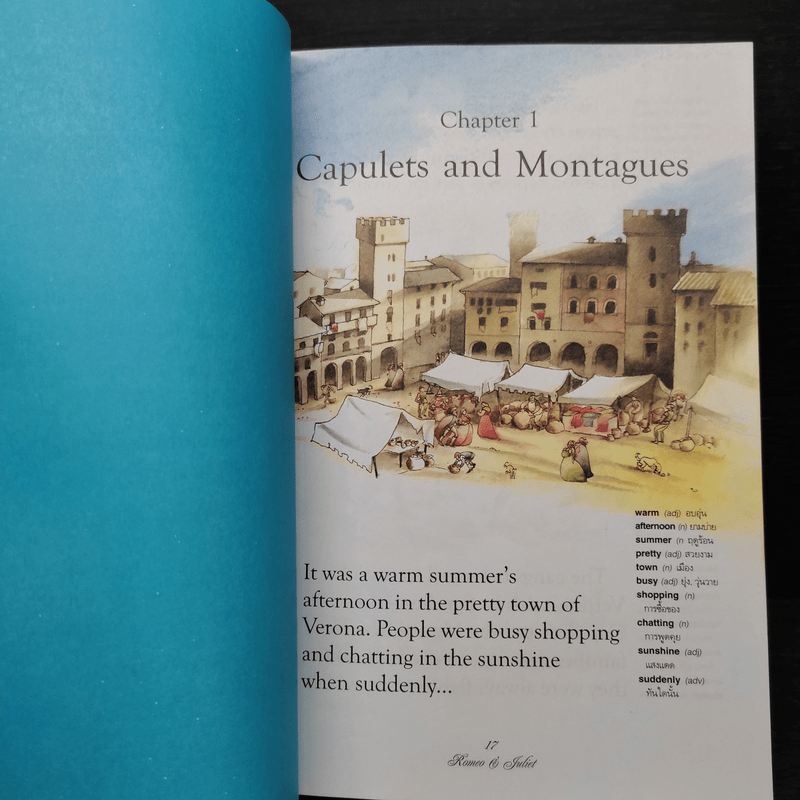 Chapter 1
Capulets and Montagues
It was a warm summer's
afternoon in the pretty town of
Verona. People were busy shopping
and chatting in the sunshine
when suddenly...
warm (adj) อบอุ่น
afternoon (n) ยามบ่าย
summer (n ฤดูร้อน
pretty (adj) สวยงาม
town (n) เมือง
busy (adj) ยุ่ง, วุ่นวาย
shopping (n)
การซื้อของ
chatting (n)
การพูดคุย
sunshine (adj)
แสงแดด
suddenly (adv)
ทันใดนั้น
17
Romeo & Juliet